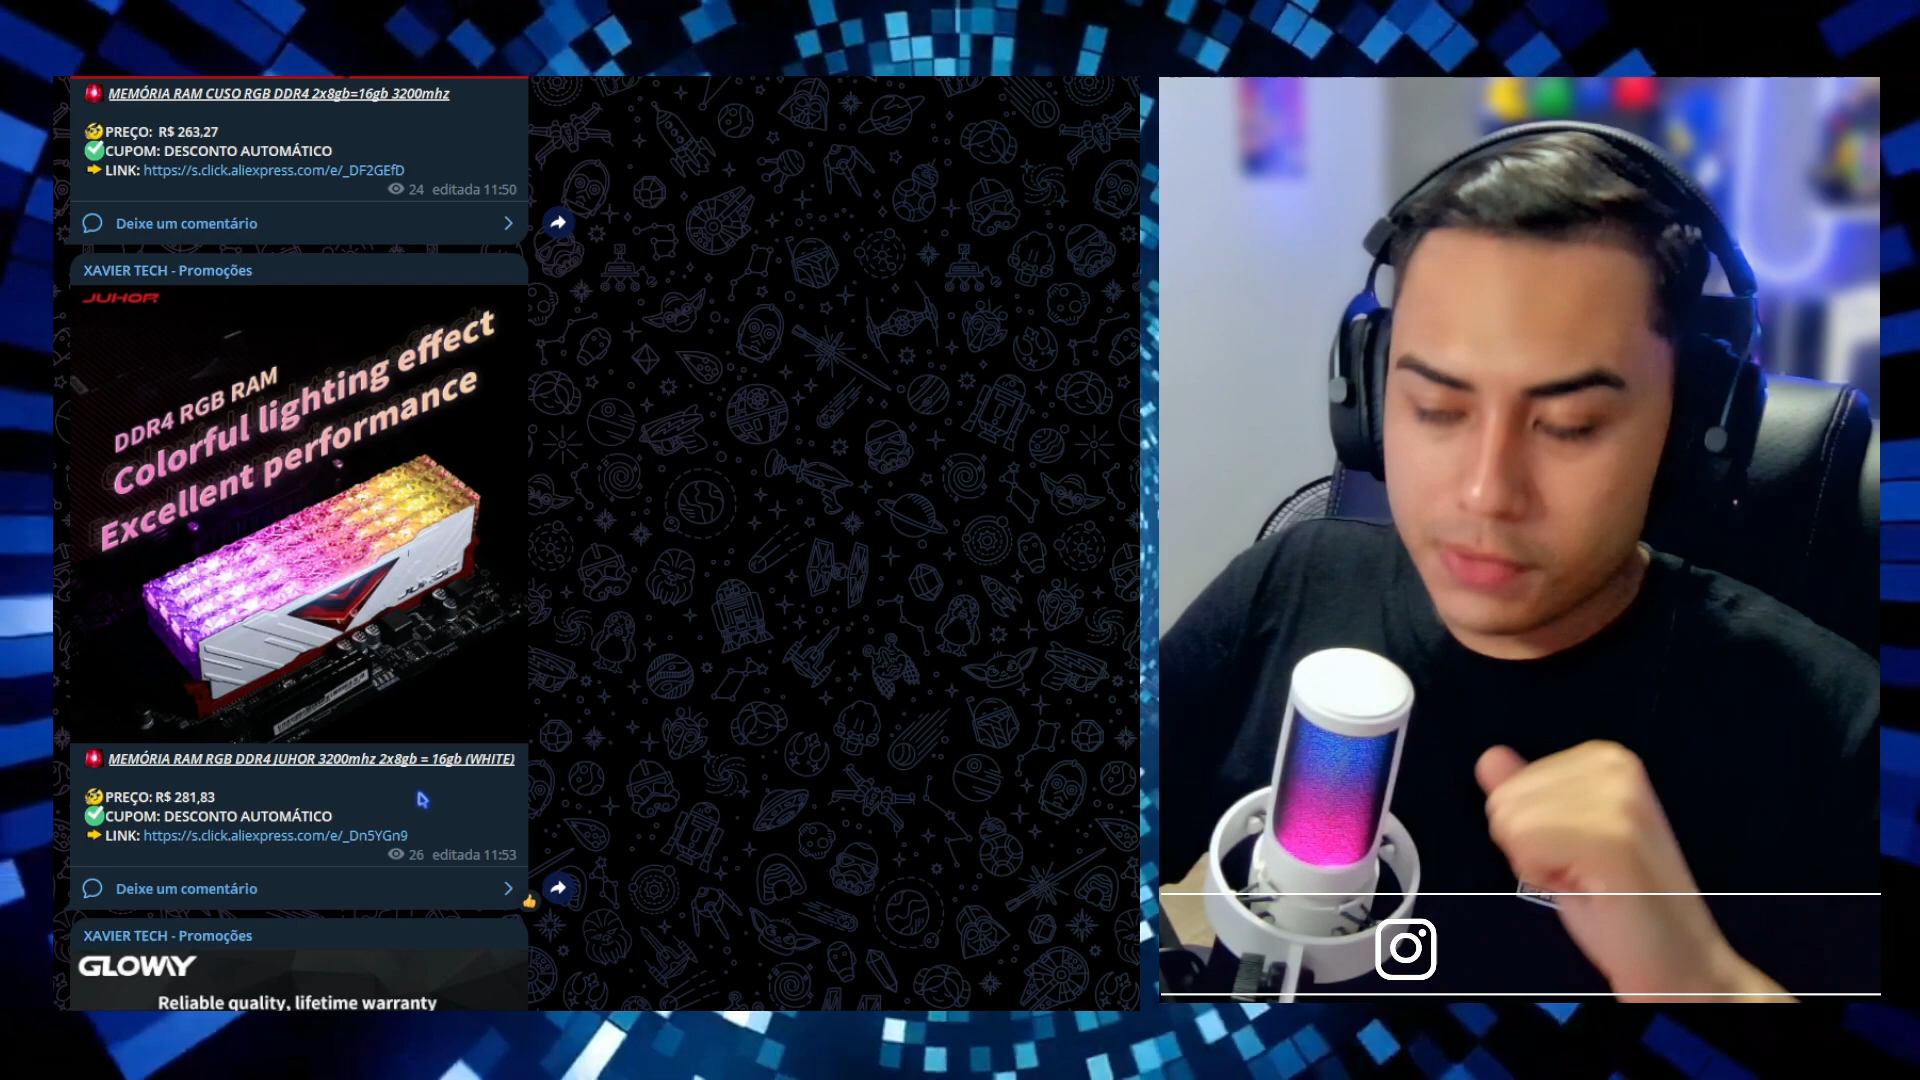 MEMÓRIA RAM CUSO RGB DDR4 2x8gb=16gb 3200mhz
PREÇO: R$ 263,27
CUPOM: DESCONTO AUTOMÁTICO
LINK: https://s.click.aliexpress.com/e/_DF2GEfD
24 editada 11:50
Deixe um comentário
XAVIER TECH - Promoções
JUHOR
DDR4 RGB RAM
Colorful lighting effect
Excellent performance
JUHOR
MEMÓRIA RAM RGB DDR4 JUHOR 3200mhz 2x8gb = 16gb (WHITE)
PREÇO: R$ 281,83
CUPOM: DESCONTO AUTOMÁTICO
LINK: https://s.click.aliexpress.com/e/_Dn5YGn9
26 editada 11:53
Deixe um comentário
XAVIER TECH - Promoções
GLOWY
Reliable quality, lifetime warranty